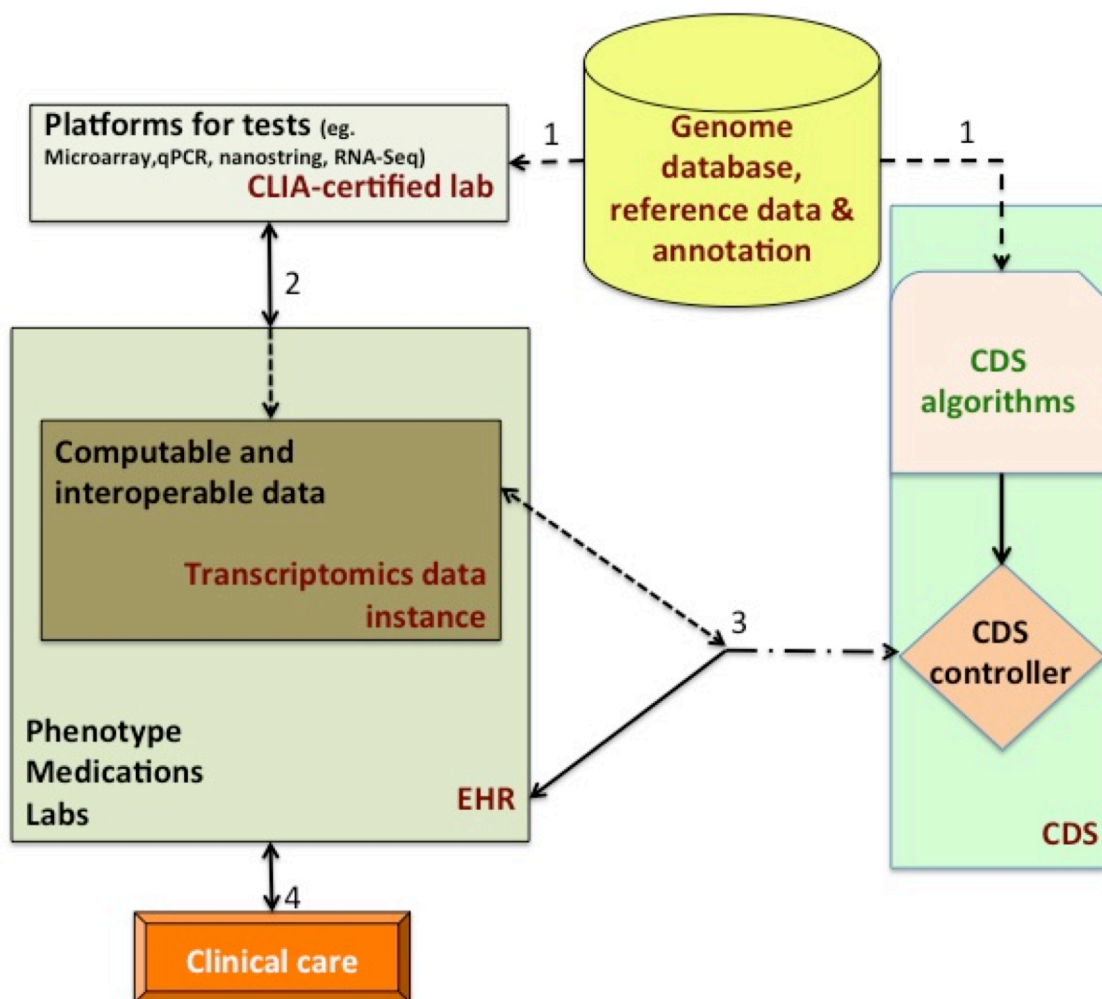 Platforms for tests (eg.
Microarray,qPCR, nanostring, RNA-Seq)
CLIA-certified lab
1
Genome
database,
reference data &
annotation
1
2
CDS
algorithms
Computable and
interoperable data
Transcriptomics data
instance
3
CDS
controller
Phenotype
Medications
Labs
EHR
CDS
4
Clinical care